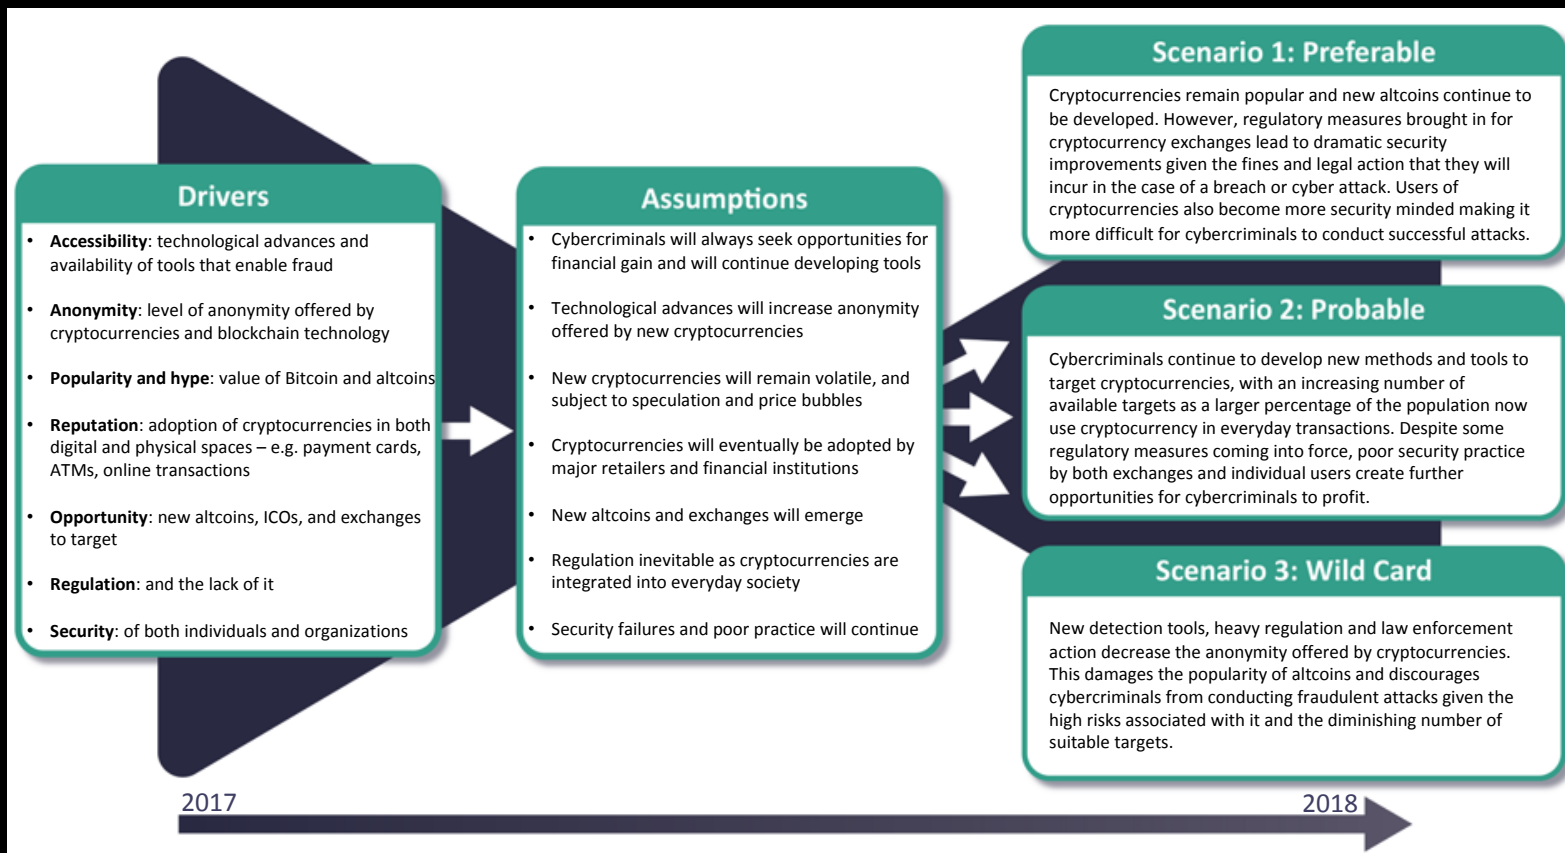 Drivers
• Accessibility: technological advances and
availability of tools that enable fraud
• Anonymity: level of anonymity offered by
cryptocurrencies and blockchain technology
• Popularity and hype: value of Bitcoin and altcoins
• Reputation: adoption of cryptocurrencies in both
digital and physical spaces – e.g. payment cards,
ATMs, online transactions
• Opportunity: new altcoins, ICOs, and exchanges
to target
• Regulation: and the lack of it
• Security: of both individuals and organizations
Assumptions
• Cybercriminals will always seek opportunities for
financial gain and will continue developing tools
• Technological advances will increase anonymity
offered by new cryptocurrencies
• New cryptocurrencies will remain volatile, and
subject to speculation and price bubbles
• Cryptocurrencies will eventually be adopted by
major retailers and financial institutions
• New altcoins and exchanges will emerge
• Regulation inevitable as cryptocurrencies are
integrated into everyday society
• Security failures and poor practice will continue
Scenario 1: Preferable
Cryptocurrencies remain popular and new altcoins continue to
be developed. However, regulatory measures brought in for
cryptocurrency exchanges lead to dramatic security
improvements given the fines and legal action that they will
incur in the case of a breach or cyber attack. Users of
cryptocurrencies also become more security minded making it
more difficult for cybercriminals to conduct successful attacks.
Scenario 2: Probable
Cybercriminals continue to develop new methods and tools to
target cryptocurrencies, with an increasing number of
available targets as a larger percentage of the population now
use cryptocurrency in everyday transactions. Despite some
regulatory measures coming into force, poor security practice
by both exchanges and individual users create further
opportunities for cybercriminals to profit.
Scenario 3: Wild Card
New detection tools, heavy regulation and law enforcement
action decrease the anonymity offered by cryptocurrencies.
This damages the popularity of altcoins and discourages
cybercriminals from conducting fraudulent attacks given the
high risks associated with it and the diminishing number of
suitable targets.
2017
2018